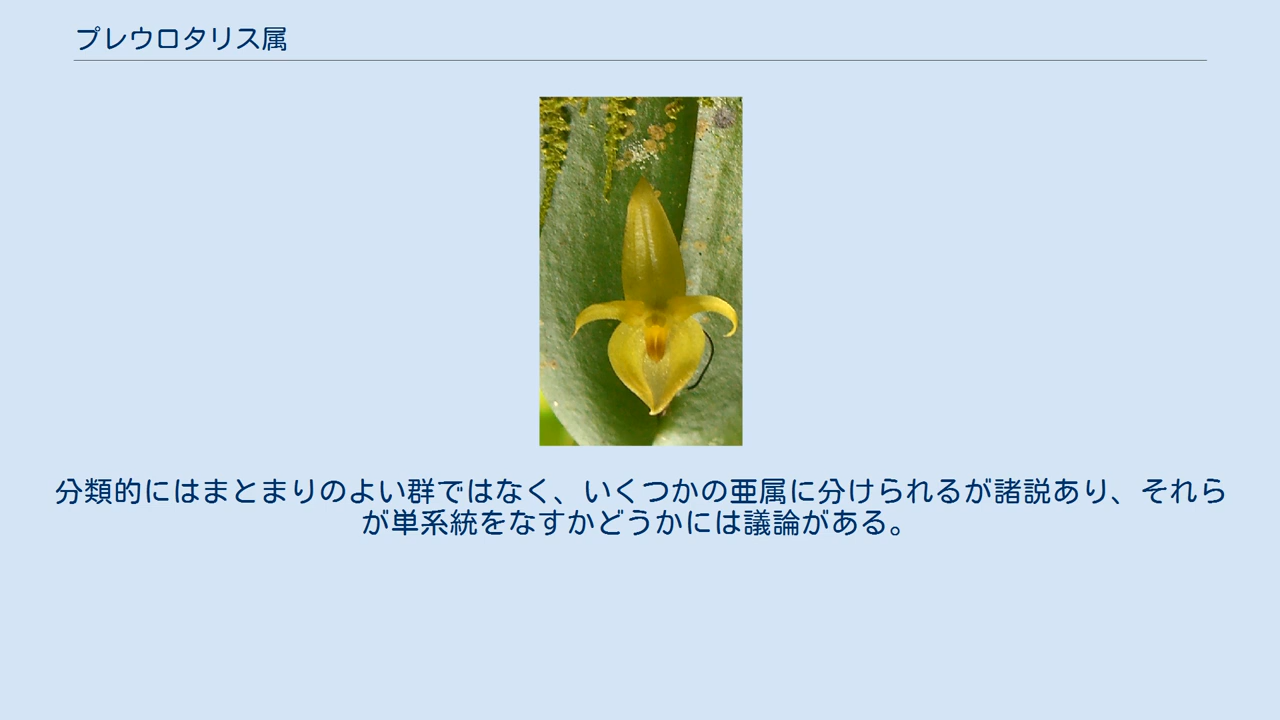 プレウロタリス属
分類的にはまとまりのよい群ではなく、いくつかの亜属に分けられるが諸説あり、それら
が単系統をなすかどうかには議論がある。